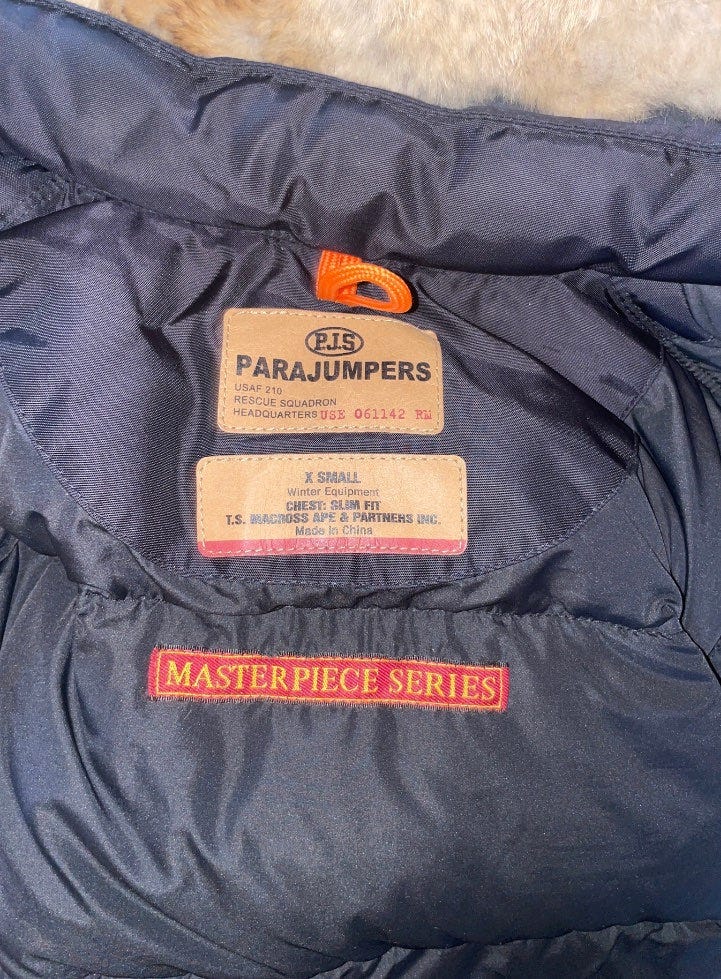 P.J.S
PARAJUMPERS
USAF 210
RESCUE SQUADRON
HEADQUARTERS USE 061142 RM
X SMALL
Winter Equipment
CHEST: SLIM FIT
T.S. MACROSS APE & PARTNERS INC.
Made in China
MASTERPIECE SERIES